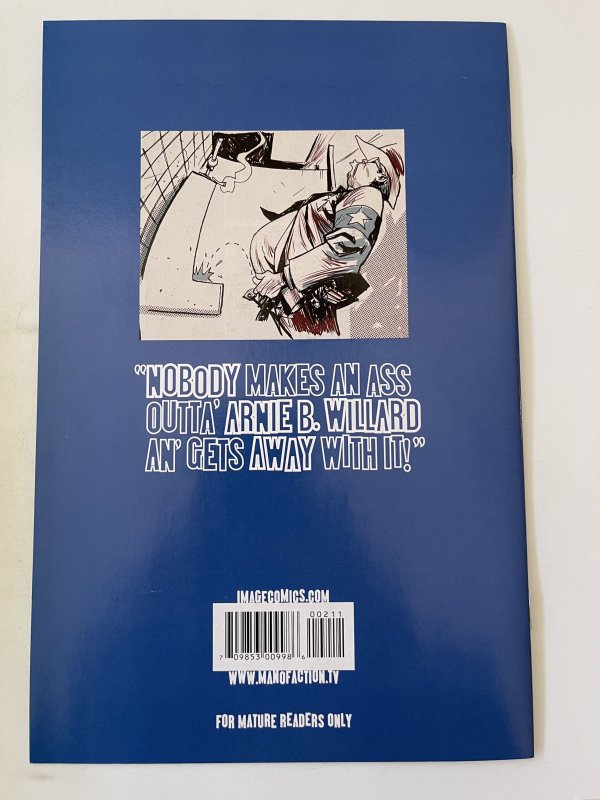 “NOBODY MAKES AN ASS
OUTTA’ ARNIE B. WILLARD
AN’ GETS AWAY WITH IT!”
IMAGECOMICS.COM
00211
7 09853 00998 6
WWW.MANOFACTION.TV
FOR MATURE READERS ONLY